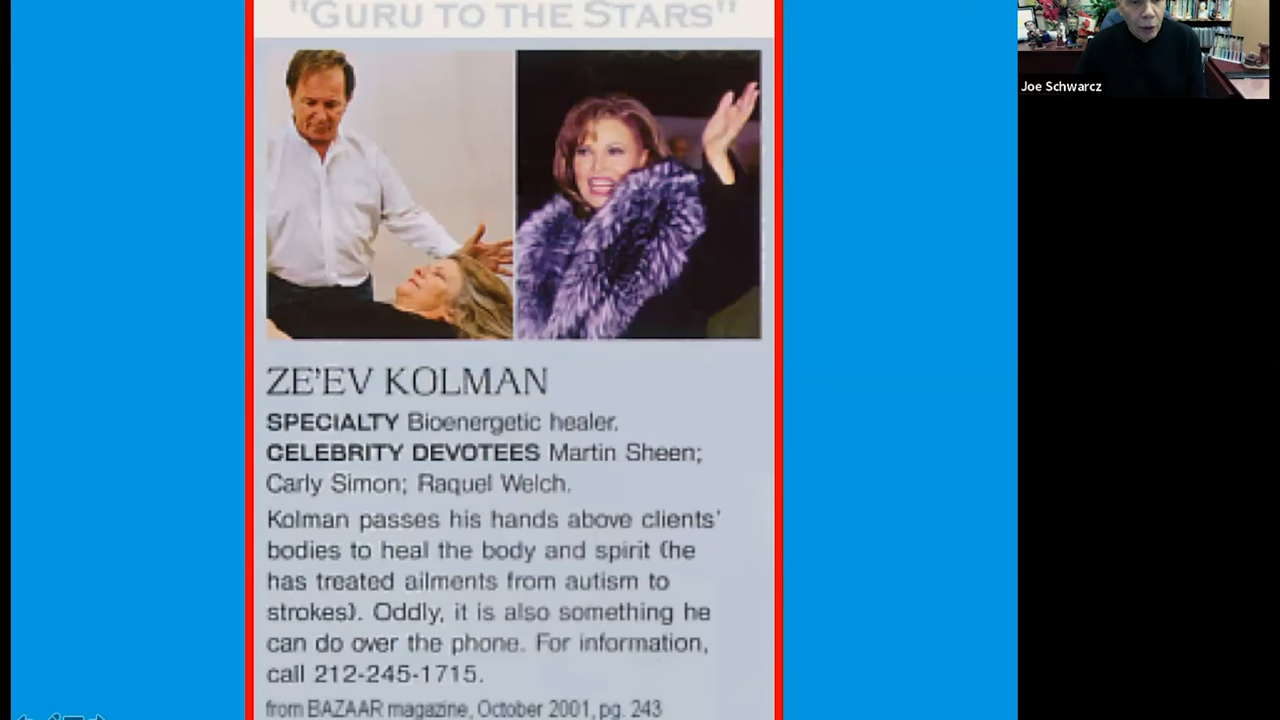 "GURU TO THE STARS"
Joe Schwarcz
ZE'EV KOLMAN
SPECIALTY Bioenergetic healer.
CELEBRITY DEVOTEES Martin Sheen;
Carly Simon; Raquel Welch.
Kolman passes his hands above clients'
bodies to heal the body and spirit (he
has treated ailments from autism to
strokes). Oddly, it is also something he
can do over the phone. For information,
call 212-245-1715.
from BAZAAR magazine, October 2001, pg. 243